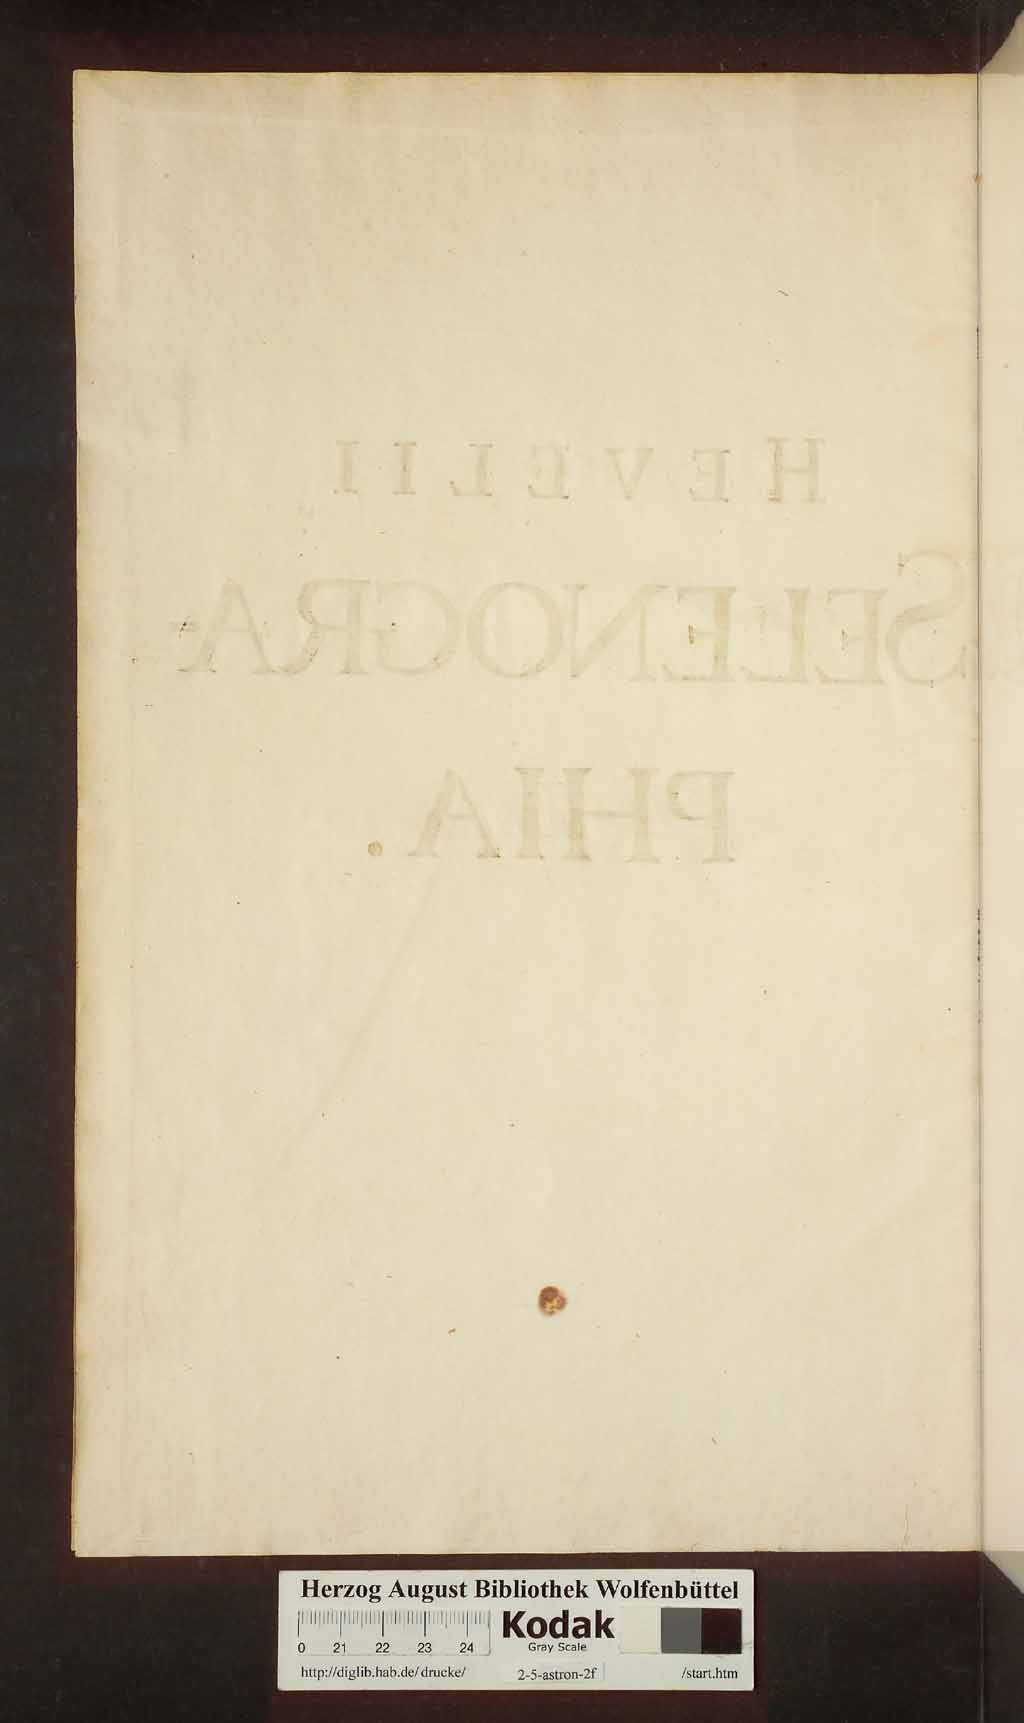 HEVELII
SELENOGRA-
PHIA.
Herzog August Bibliothek Wolfenbüttel
Kodak
Gray Scale
0 21 22 23 24
http://diglib.hab.de/drucke/ 2-5-astron-2f /start.htm